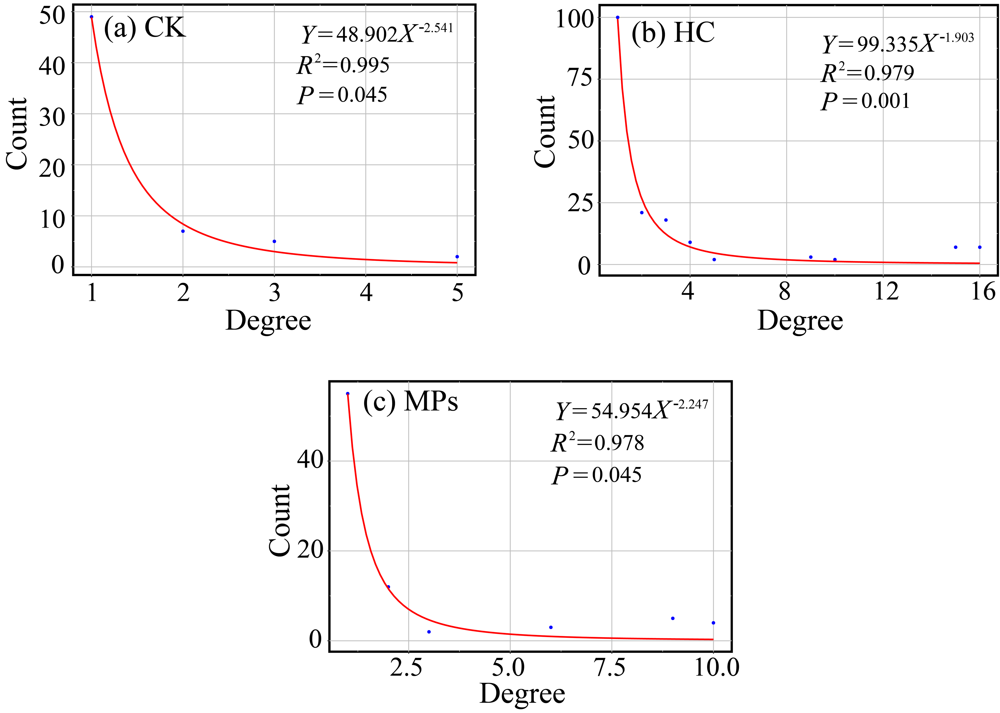 (a) CK
Y=48.902X^-2.541
R²=0.995
P=0.045
50
40
30
20
10
0
Count
1 2 3 4 5
Degree
(b) HC
Y=99.335X^-1.903
R²=0.979
P=0.001
100
75
50
25
0
Count
4 8 12 16
Degree
(c) MPs
Y=54.954X^-2.247
R²=0.978
P=0.045
40
20
0
Count
2.5 5.0 7.5 10.0
Degree